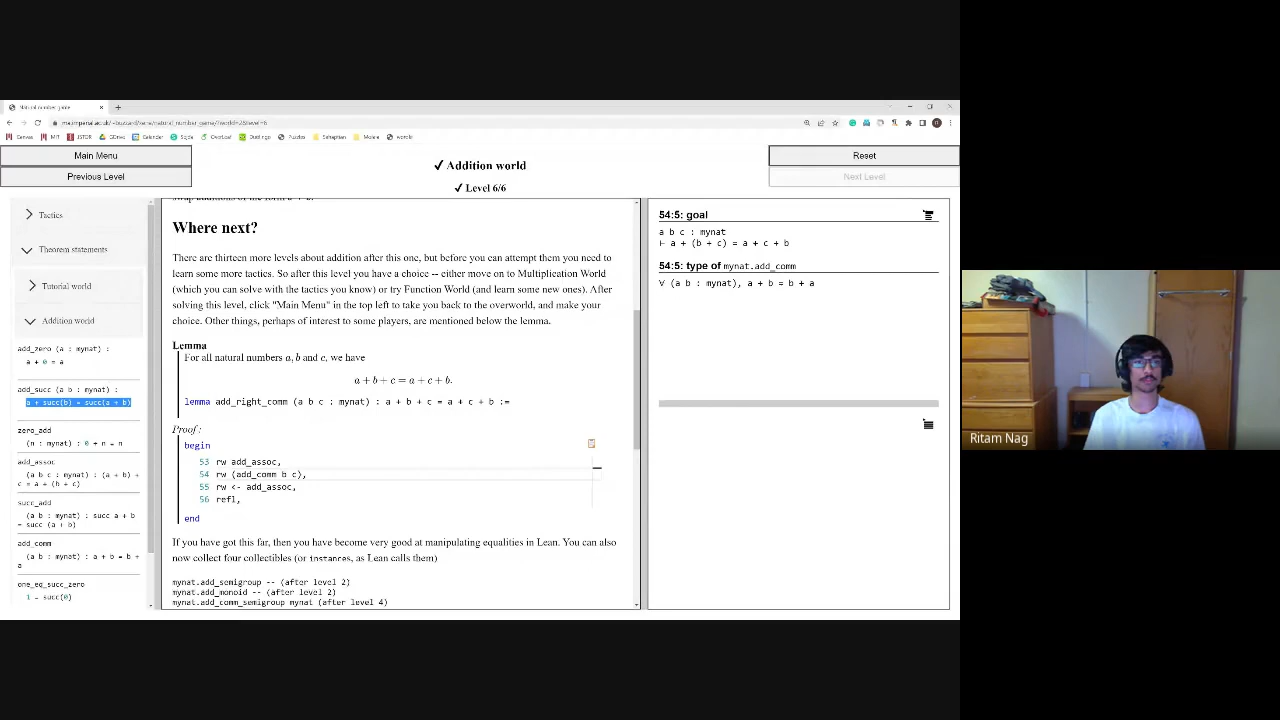 Natural number game
Main Menu
Previous Level
✓ Addition world
✓ Level 6/6
Reset
Next Level
Tactics
Theorem statements
Tutorial world
Addition world
add_zero (a : mynat) :
a + 0 = a
add_succ (a b : mynat) :
a + succ(b) = succ(a + b)
zero_add
(n : mynat) : 0 + n = n
add_assoc
(a b c : mynat) : (a + b) +
c = a + (b + c)
succ_add
(a b : mynat) : succ a + b
= succ (a + b)
add_comm
(a b : mynat) : a + b = b +
a
one_eq_succ_zero
1 = succ(0)
Where next?
There are thirteen more levels about addition after this one, but before you can attempt them you need to
learn some more tactics. So after this level you have a choice -- either move on to Multiplication World
(which you can solve with the tactics you know) or try Function World (and learn some new ones). After
solving this level, click "Main Menu" in the top left to take you back to the overworld, and make your
choice. Other things, perhaps of interest to some players, are mentioned below the lemma.
Lemma
For all natural numbers a, b and c, we have
a + b + c = a + c + b.
lemma add_right_comm (a b c : mynat) : a + b + c = a + c + b :=
Proof :
begin
53 rw add_assoc,
54 rw (add_comm b c),
55 rw <- add_assoc,
56 refl,
end
If you have got this far, then you have become very good at manipulating equalities in Lean. You can also
now collect four collectibles (or instances, as Lean calls them)
mynat.add_semigroup -- (after level 2)
mynat.add_monoid -- (after level 2)
mynat.add_comm_semigroup mynat (after level 4)
54:5: goal
a b c : mynat
⊢ a + (b + c) = a + c + b
54:5: type of mynat.add_comm
∀ (a b : mynat), a + b = b + a
Ritam Nag